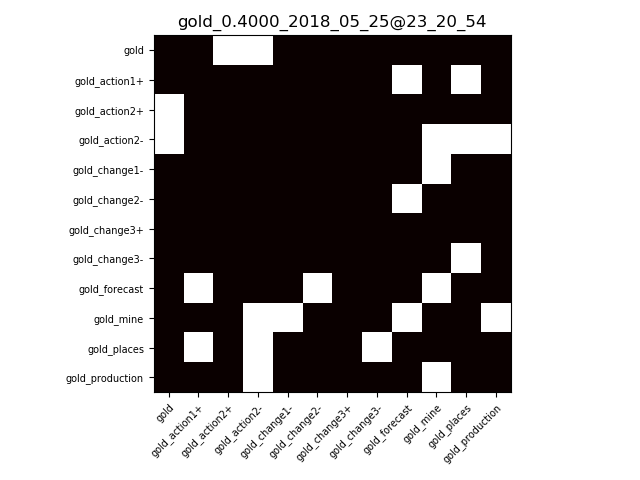 gold_0.4000_2018_05_25@23_20_54
gold
gold_action1+
gold_action2+
gold_action2-
gold_change1-
gold_change2-
gold_change3+
gold_change3-
gold_forecast
gold_mine
gold_places
gold_production
gold
gold_action1+
gold_action2+
gold_action2-
gold_change1-
gold_change2-
gold_change3+
gold_change3-
gold_forecast
gold_mine
gold_places
gold_production